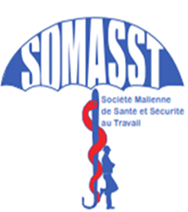 SOMASST
Société Malienne
de Santé et Sécurité
au Travail